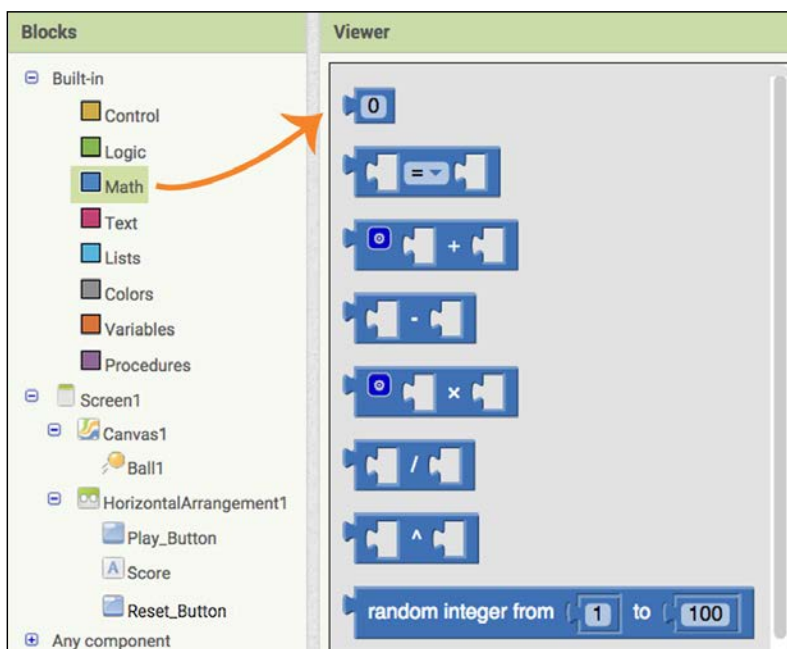 Blocks
Built-in
Control
Logic
Math
Text
Lists
Colors
Variables
Procedures
Screen1
Canvas1
Ball1
HorizontalArrangement1
Play_Button
A Score
Reset_Button
Any component
Viewer
0
=
+
-
×
/
^
random integer from 1 to 100